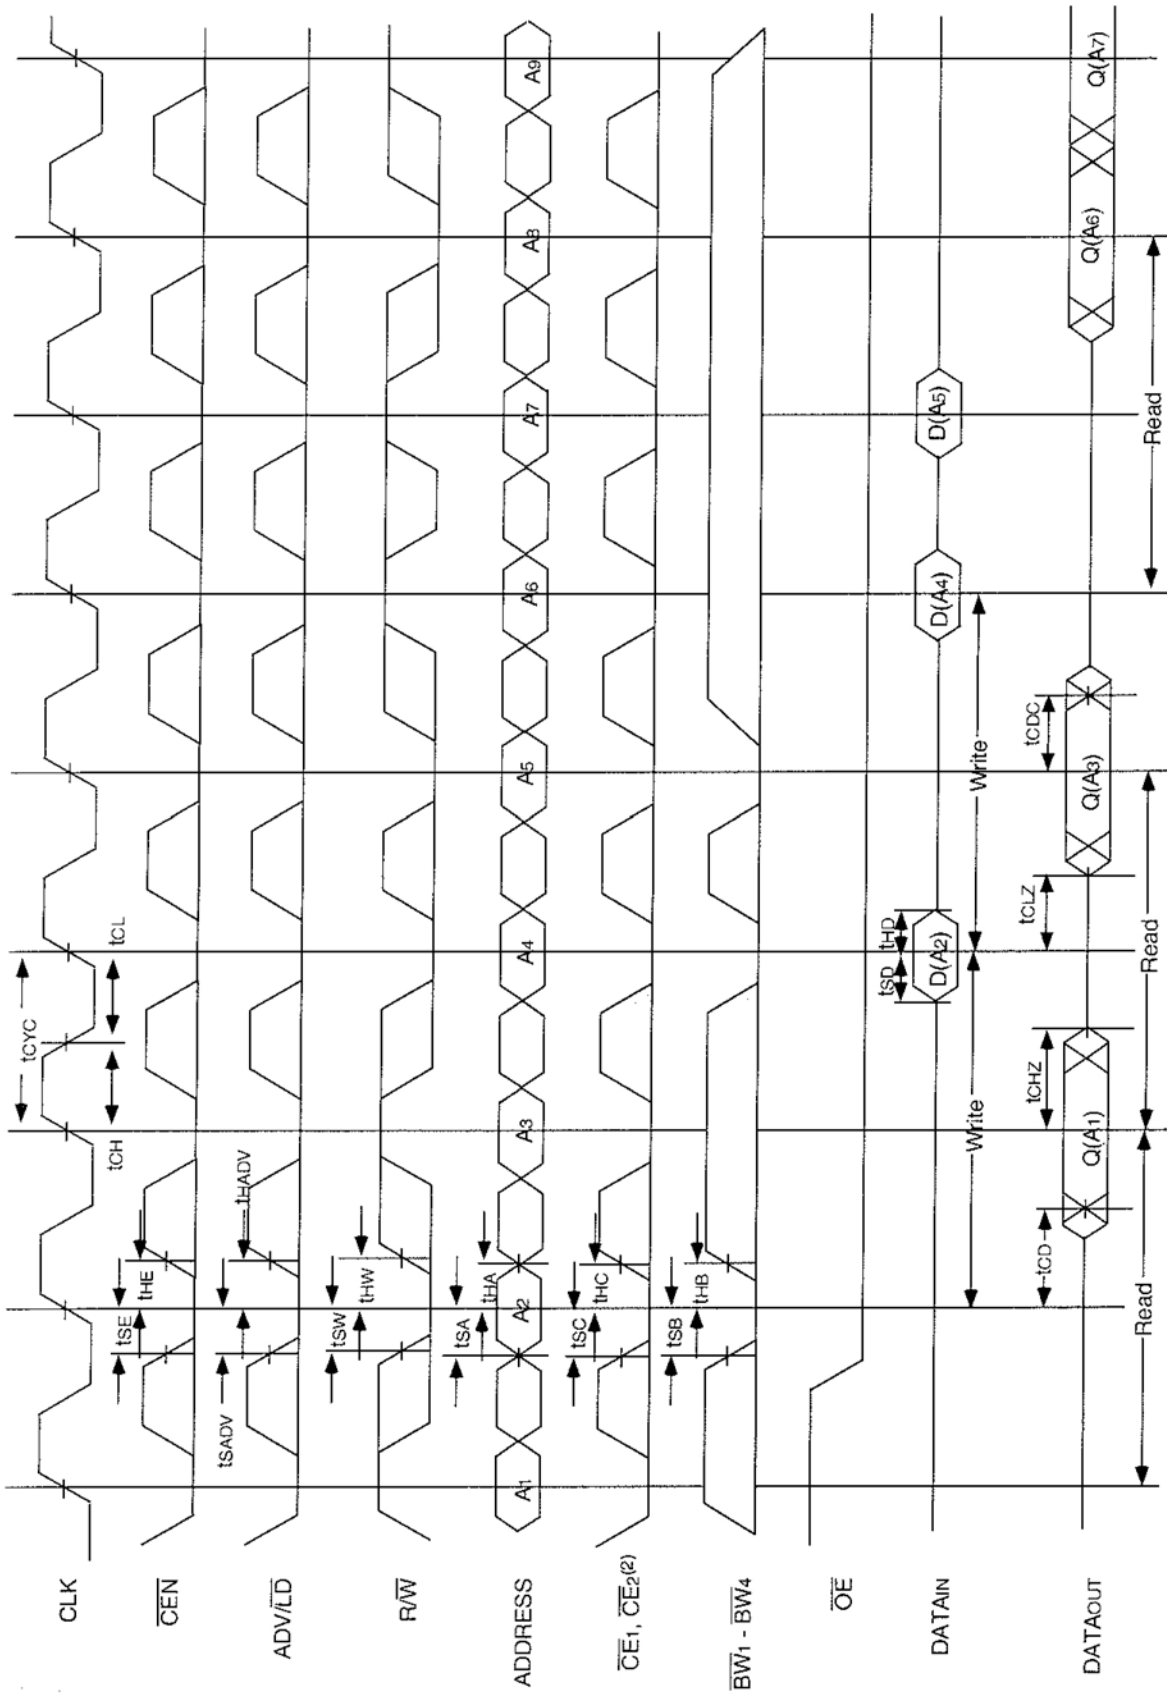 CLK
tCYC
tCH
tCL
CEN
tSE
tHE
ADV/LD
tSADV
tHADV
R/W
tSW
tHW
ADDRESS
A1
A2
A3
A4
A5
A6
A7
A8
A9
tSA
tHA
CE1, CE2(2)
tSC
tHC
BW1 - BW4
tSB
tHB
OE
DATAIN
D(A2)
D(A4)
D(A5)
tSD
tHD
Write
Write
DATAOUT
Q(A1)
Q(A3)
Q(A6)
Q(A7)
tCD
tCHZ
tCLZ
tCDC
Read
Read
Read